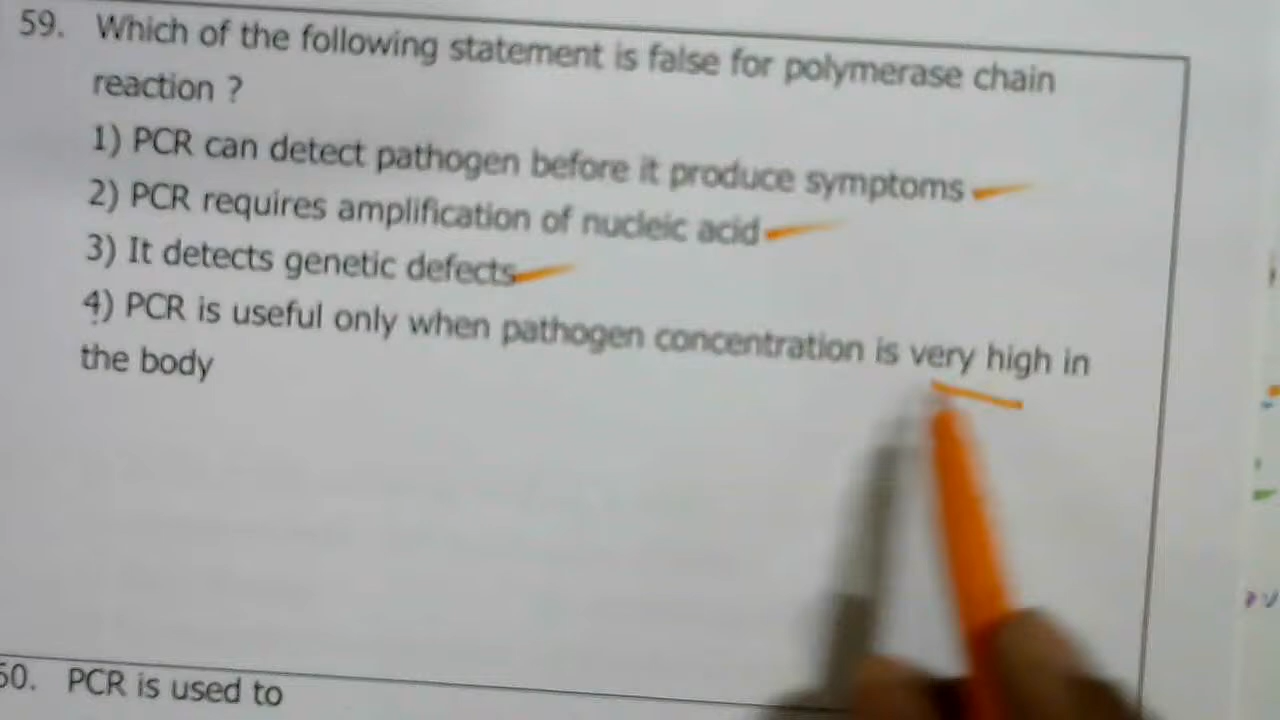 59. Which of the following statement is false for polymerase chain
reaction ?
1) PCR can detect pathogen before it produce symptoms
2) PCR requires amplification of nucleic acid
3) It detects genetic defects
4) PCR is useful only when pathogen concentration is very high in
the body
60. PCR is used to